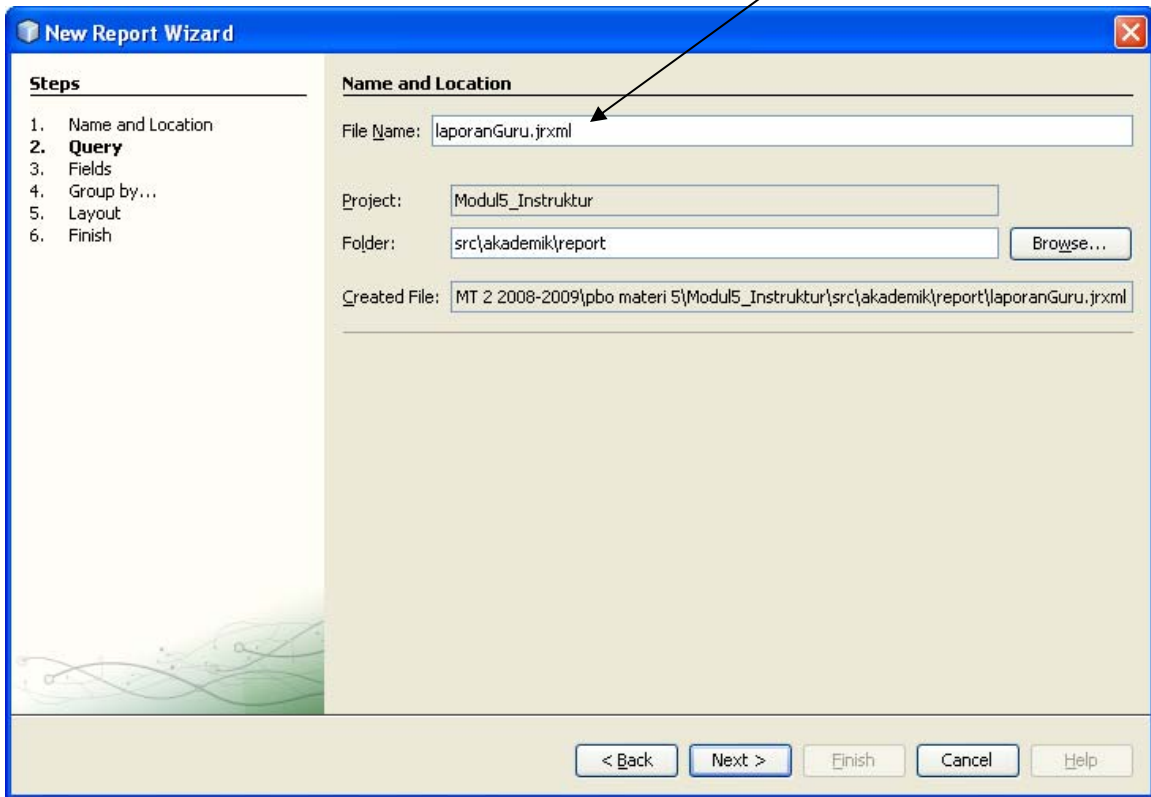 New Report Wizard
Steps
1. Name and Location
2. Query
3. Fields
4. Group by...
5. Layout
6. Finish
Name and Location
File Name: laporanGuru.jrxml
Project: Modul5_Instruktur
Folder: src\akademik\report Browse...
Created File: MT 2 2008-2009\pbo materi 5\Modul5_Instruktur\src\akademik\report\laporanGuru.jrxml
< Back Next > Finish Cancel Help